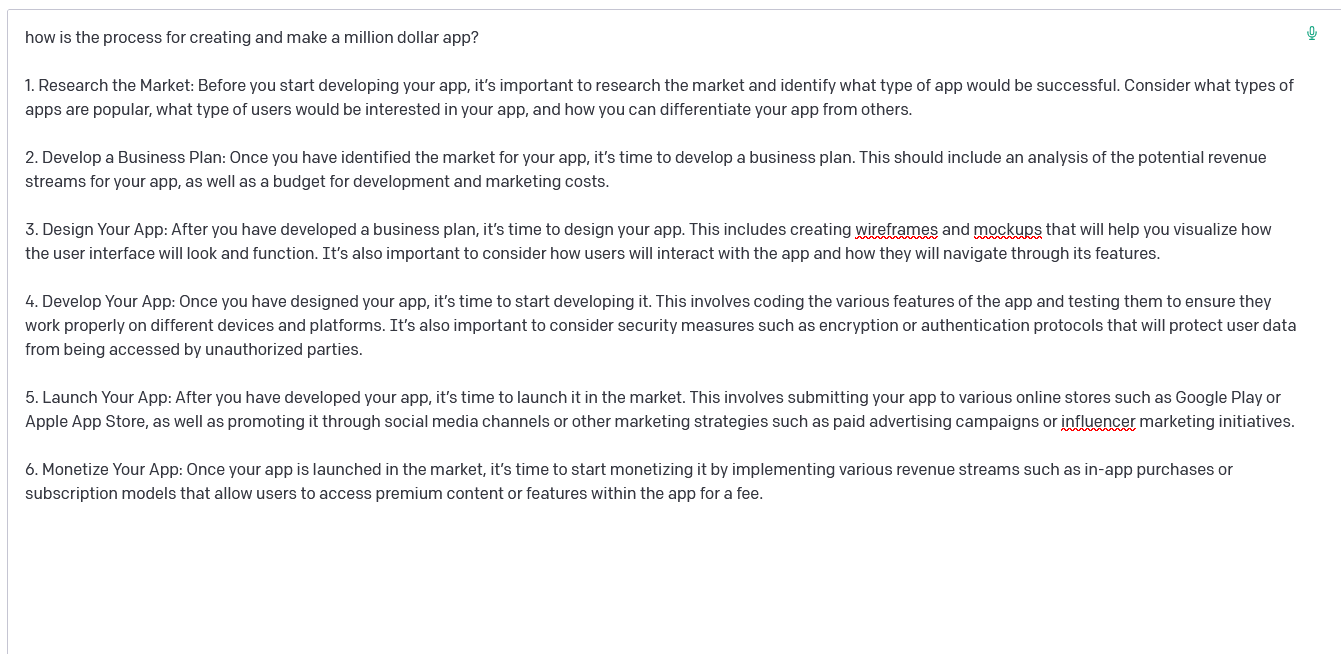 how is the process for creating and make a million dollar app?
1. Research the Market: Before you start developing your app, it's important to research the market and identify what type of app would be successful. Consider what types of
apps are popular, what type of users would be interested in your app, and how you can differentiate your app from others.
2. Develop a Business Plan: Once you have identified the market for your app, it's time to develop a business plan. This should include an analysis of the potential revenue
streams for your app, as well as a budget for development and marketing costs.
3. Design Your App: After you have developed a business plan, it's time to design your app. This includes creating wireframes and mockups that will help you visualize how
the user interface will look and function. It's also important to consider how users will interact with the app and how they will navigate through its features.
4. Develop Your App: Once you have designed your app, it's time to start developing it. This involves coding the various features of the app and testing them to ensure they
work properly on different devices and platforms. It's also important to consider security measures such as encryption or authentication protocols that will protect user data
from being accessed by unauthorized parties.
5. Launch Your App: After you have developed your app, it's time to launch it in the market. This involves submitting your app to various online stores such as Google Play or
Apple App Store, as well as promoting it through social media channels or other marketing strategies such as paid advertising campaigns or influencer marketing initiatives.
6. Monetize Your App: Once your app is launched in the market, it's time to start monetizing it by implementing various revenue streams such as in-app purchases or
subscription models that allow users to access premium content or features within the app for a fee.